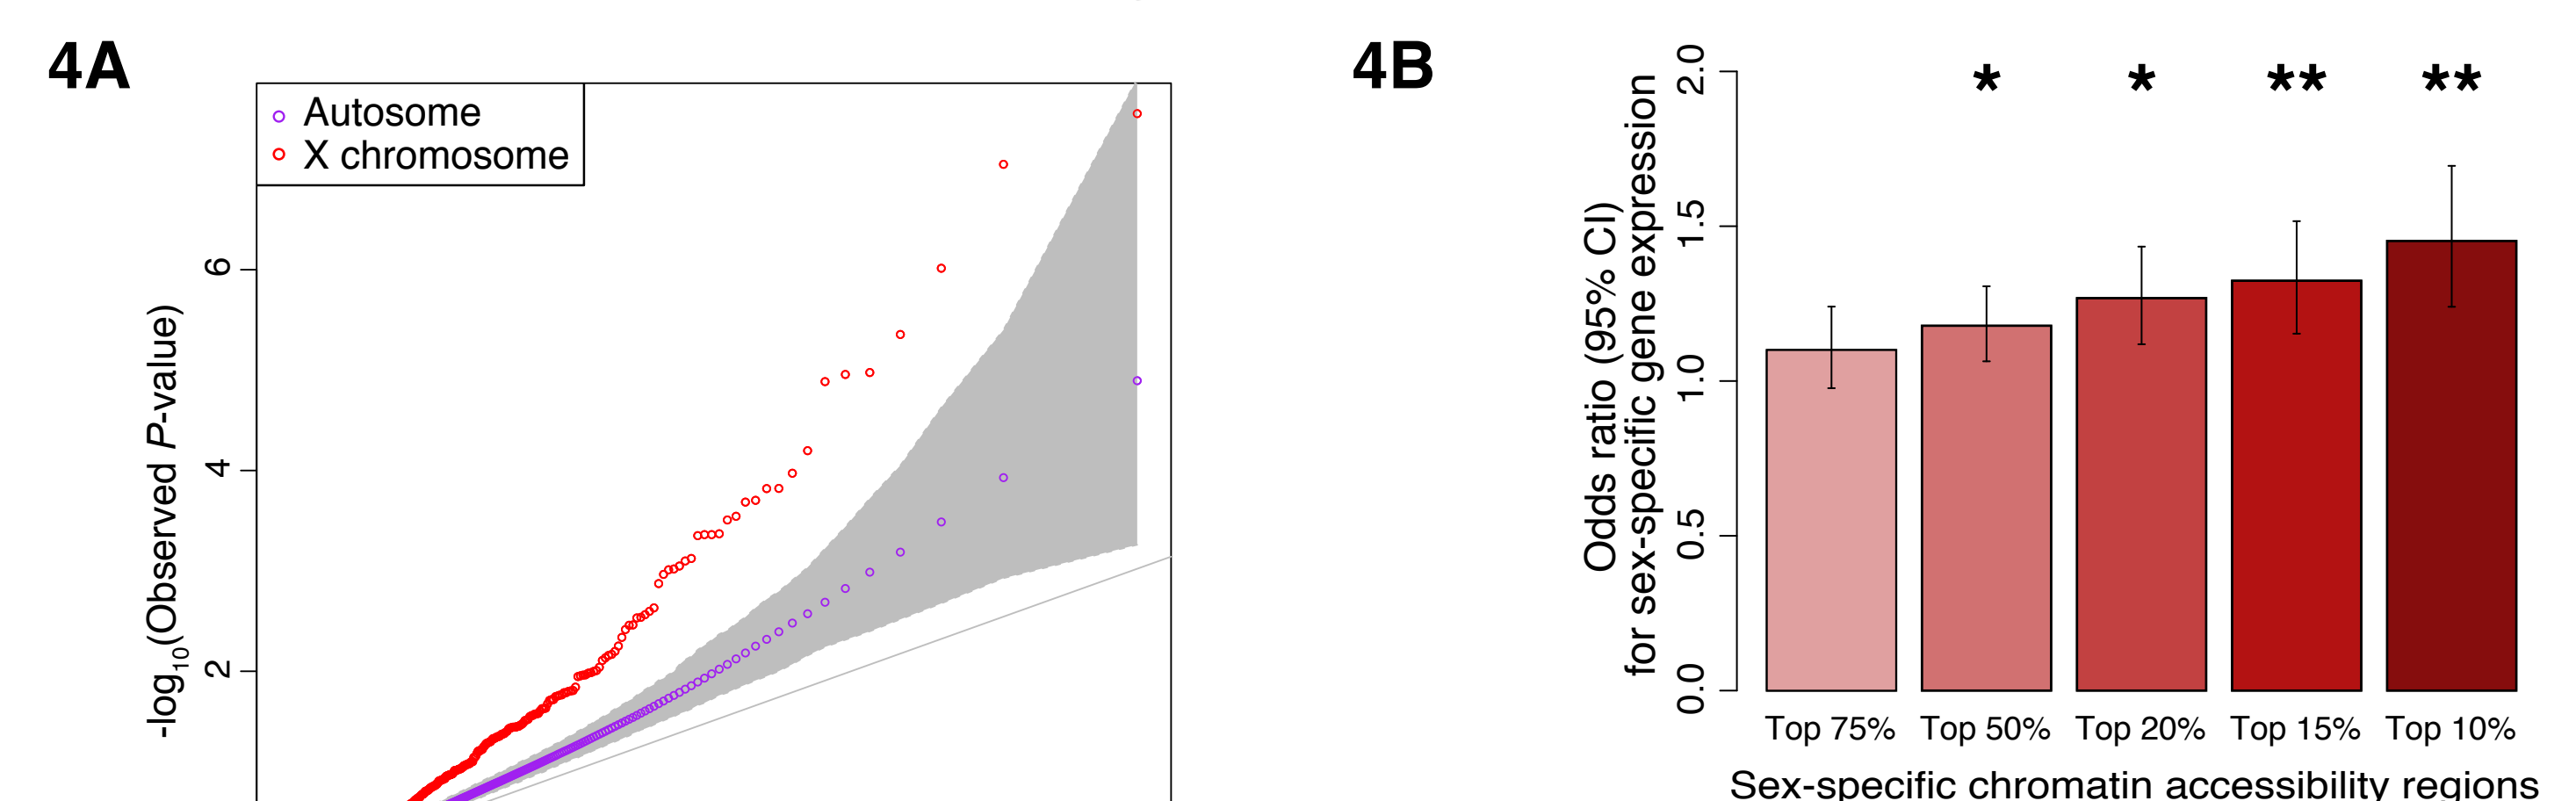 4A
Autosome
X chromosome
-log10(Observed P-value)
6
4
2
4B
Odds ratio (95% CI)
for sex-specific gene expression
2.0
1.5
1.0
0.5
0.0
* * ** **
Top 75% Top 50% Top 20% Top 15% Top 10%
Sex-specific chromatin accessibility regions